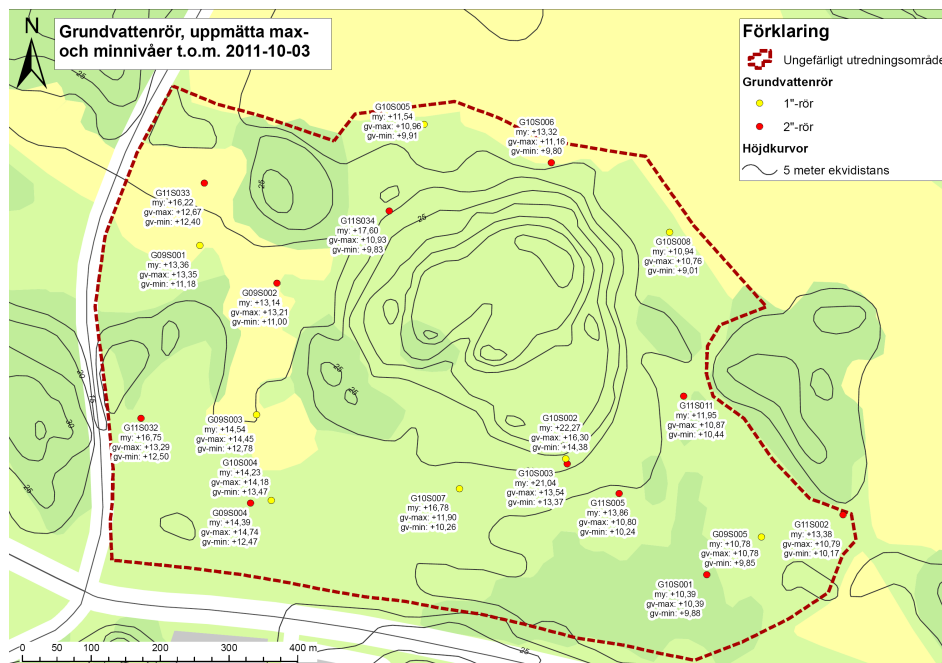 N
Grundvattenrör, uppmätta max-
och minnivåer t.o.m. 2011-10-03
Förklaring
Ungefärligt utredningsområde
Grundvattenrör
1"-rör
2"-rör
Höjdkurvor
5 meter ekvidistans
G10S005
my: +11,54
gv-max: +10,96
gv-min: +9,91
G10S006
my: +13,32
gv-max: +11,16
gv-min: +9,80
G11S033
my: +16,22
gv-max: +12,67
gv-min: +12,40
G11S034
my: +17,60
gv-max: +10,93
gv-min: +9,83
G10S008
my: +10,94
gv-max: +10,76
gv-min: +9,01
G09S001
my: +13,36
gv-max: +13,35
gv-min: +11,18
G09S002
my: +13,14
gv-max: +13,21
gv-min: +11,00
G11S011
my: +11,95
gv-max: +10,87
gv-min: +10,44
G11S032
my: +16,75
gv-max: +13,29
gv-min: +12,50
G09S003
my: +14,54
gv-max: +14,45
gv-min: +12,78
G10S002
my: +22,27
gv-max: +16,30
gv-min: +14,38
G10S004
my: +14,23
gv-max: +14,18
gv-min: +13,47
G10S003
my: +21,04
gv-max: +13,54
gv-min: +13,37
G10S007
my: +16,78
gv-max: +11,90
gv-min: +10,26
G11S005
my: +13,86
gv-max: +10,80
gv-min: +10,24
G09S004
my: +14,39
gv-max: +14,74
gv-min: +12,47
G09S005
my: +10,78
gv-max: +10,78
gv-min: +9,85
G11S002
my: +13,38
gv-max: +10,79
gv-min: +10,17
G10S001
my: +10,39
gv-max: +10,39
gv-min: +9,88
25
25
25
20
15
30
25
25
25
25
0 50 100 200 300 400 m